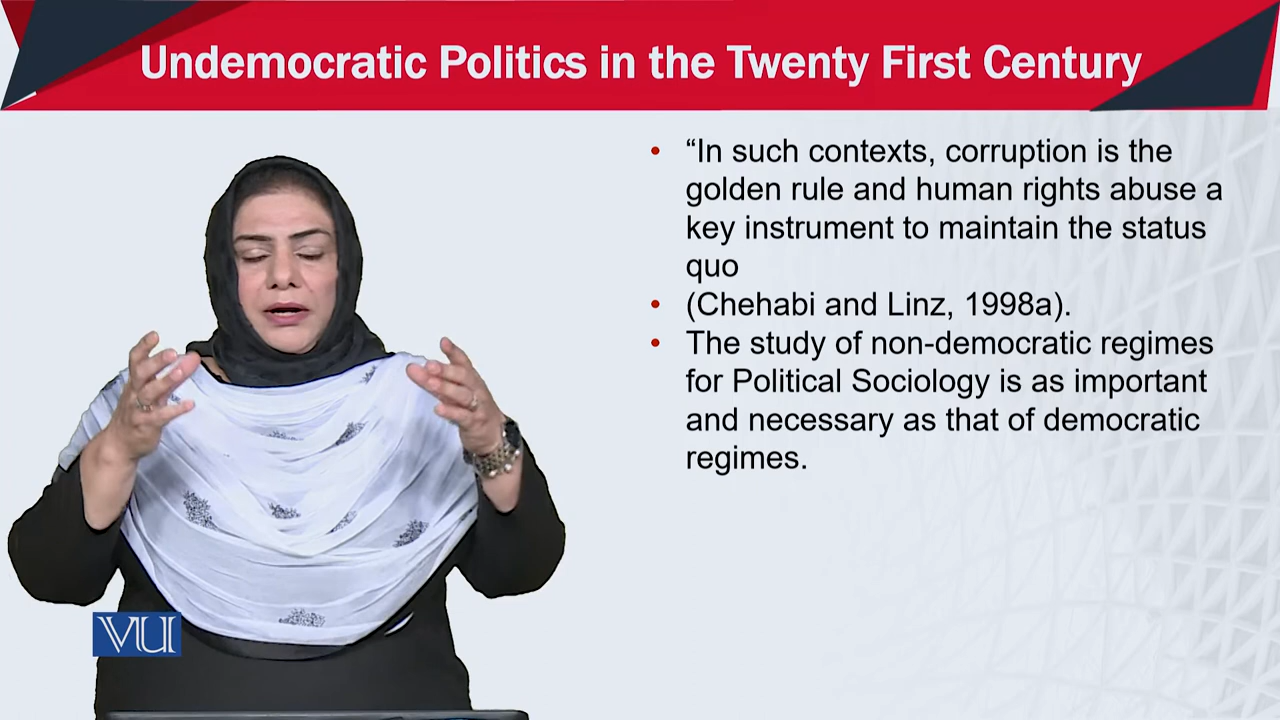 Undemocratic Politics in the Twenty First Century
• “In such contexts, corruption is the
golden rule and human rights abuse a
key instrument to maintain the status
quo
• (Chehabi and Linz, 1998a).
• The study of non-democratic regimes
for Political Sociology is as important
and necessary as that of democratic
regimes.
VU